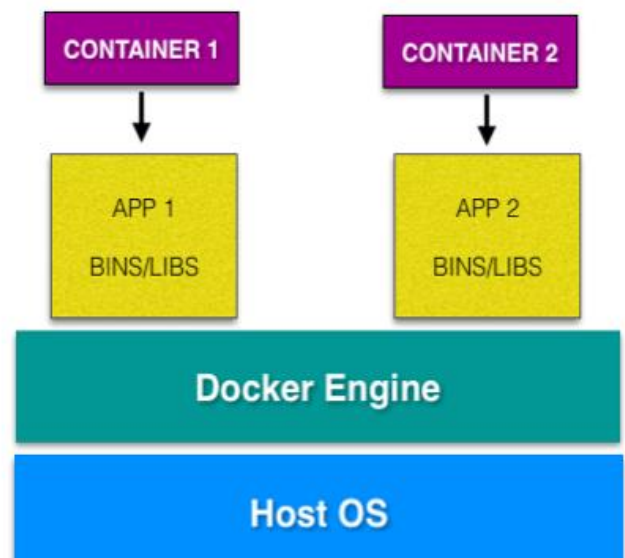 CONTAINER 1
CONTAINER 2
APP 1
BINS/LIBS
APP 2
BINS/LIBS
Docker Engine
Host OS